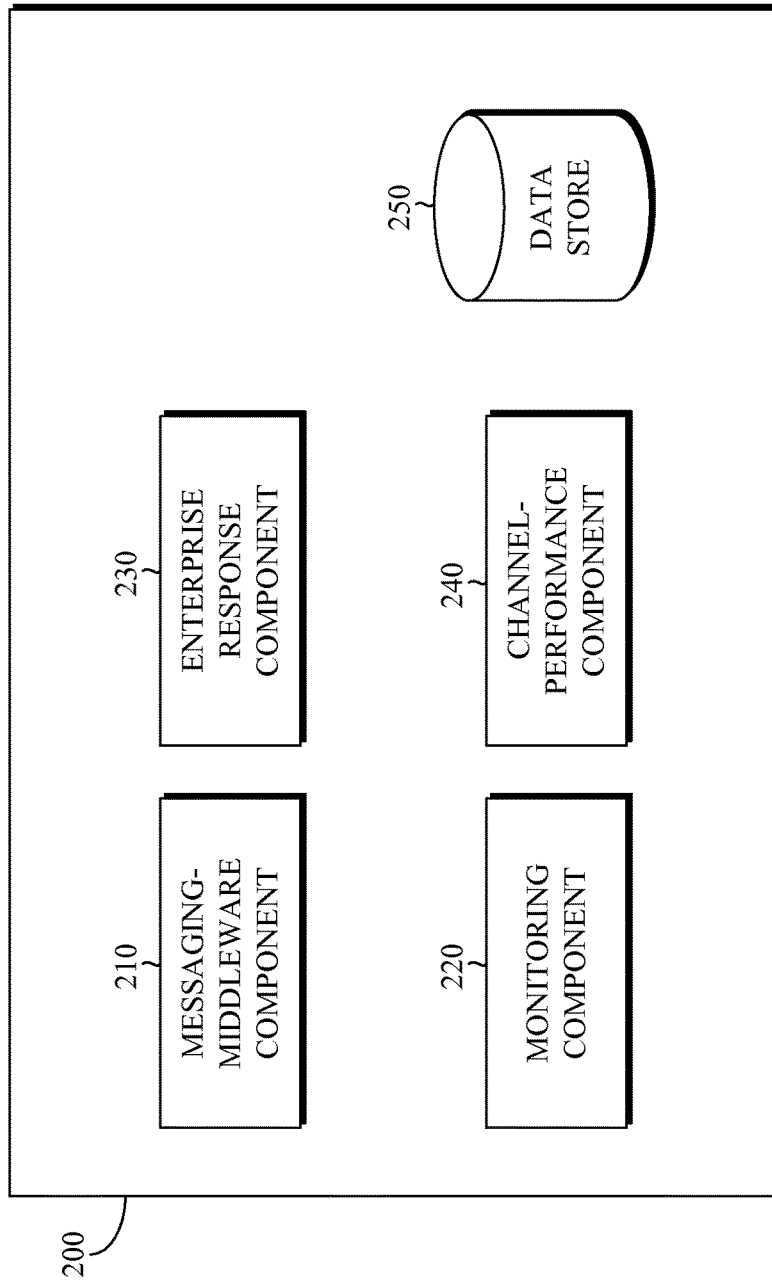 200
210
MESSAGING-
MIDDLEWARE
COMPONENT
230
ENTERPRISE
RESPONSE
COMPONENT
220
MONITORING
COMPONENT
240
CHANNEL-
PERFORMANCE
COMPONENT
250
DATA
STORE